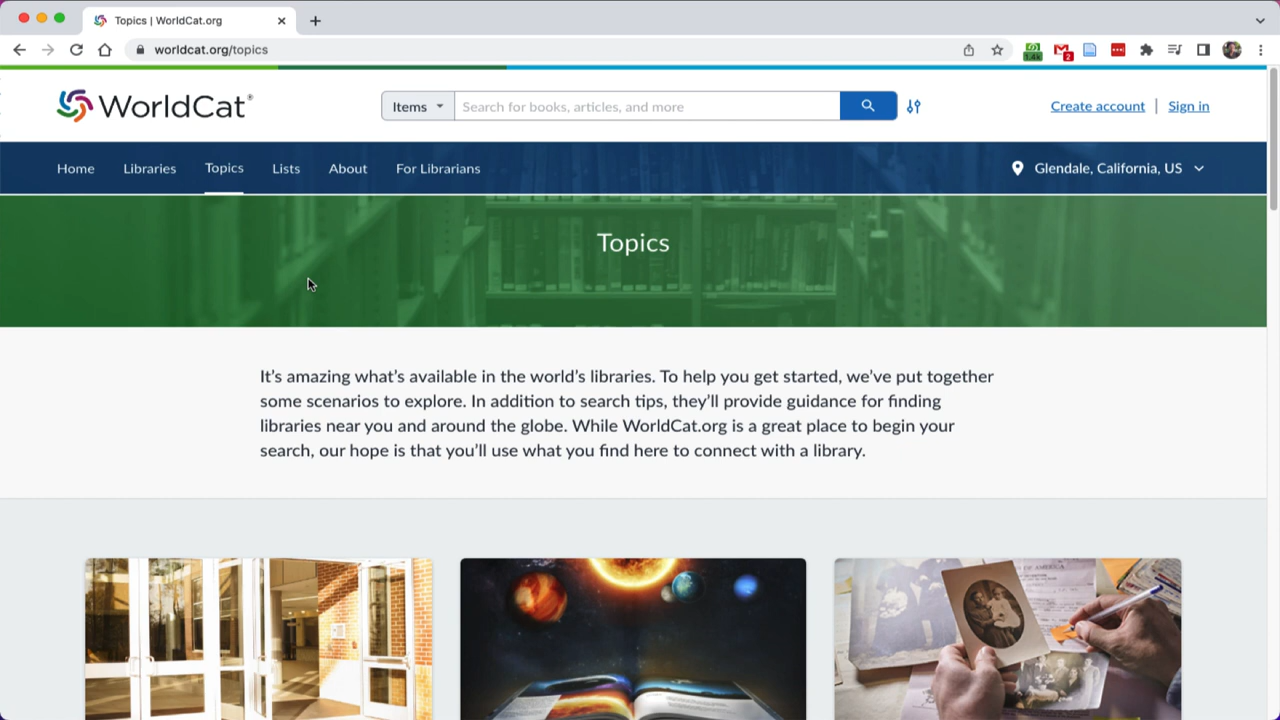 Topics | WorldCat.org
worldcat.org/topics
1.4k
2
WorldCat®
Items
Search for books, articles, and more
Create account | Sign in
Home Libraries Topics Lists About For Librarians
Glendale, California, US
Topics
It's amazing what's available in the world's libraries. To help you get started, we've put together
some scenarios to explore. In addition to search tips, they'll provide guidance for finding
libraries near you and around the globe. While WorldCat.org is a great place to begin your
search, our hope is that you'll use what you find here to connect with a library.